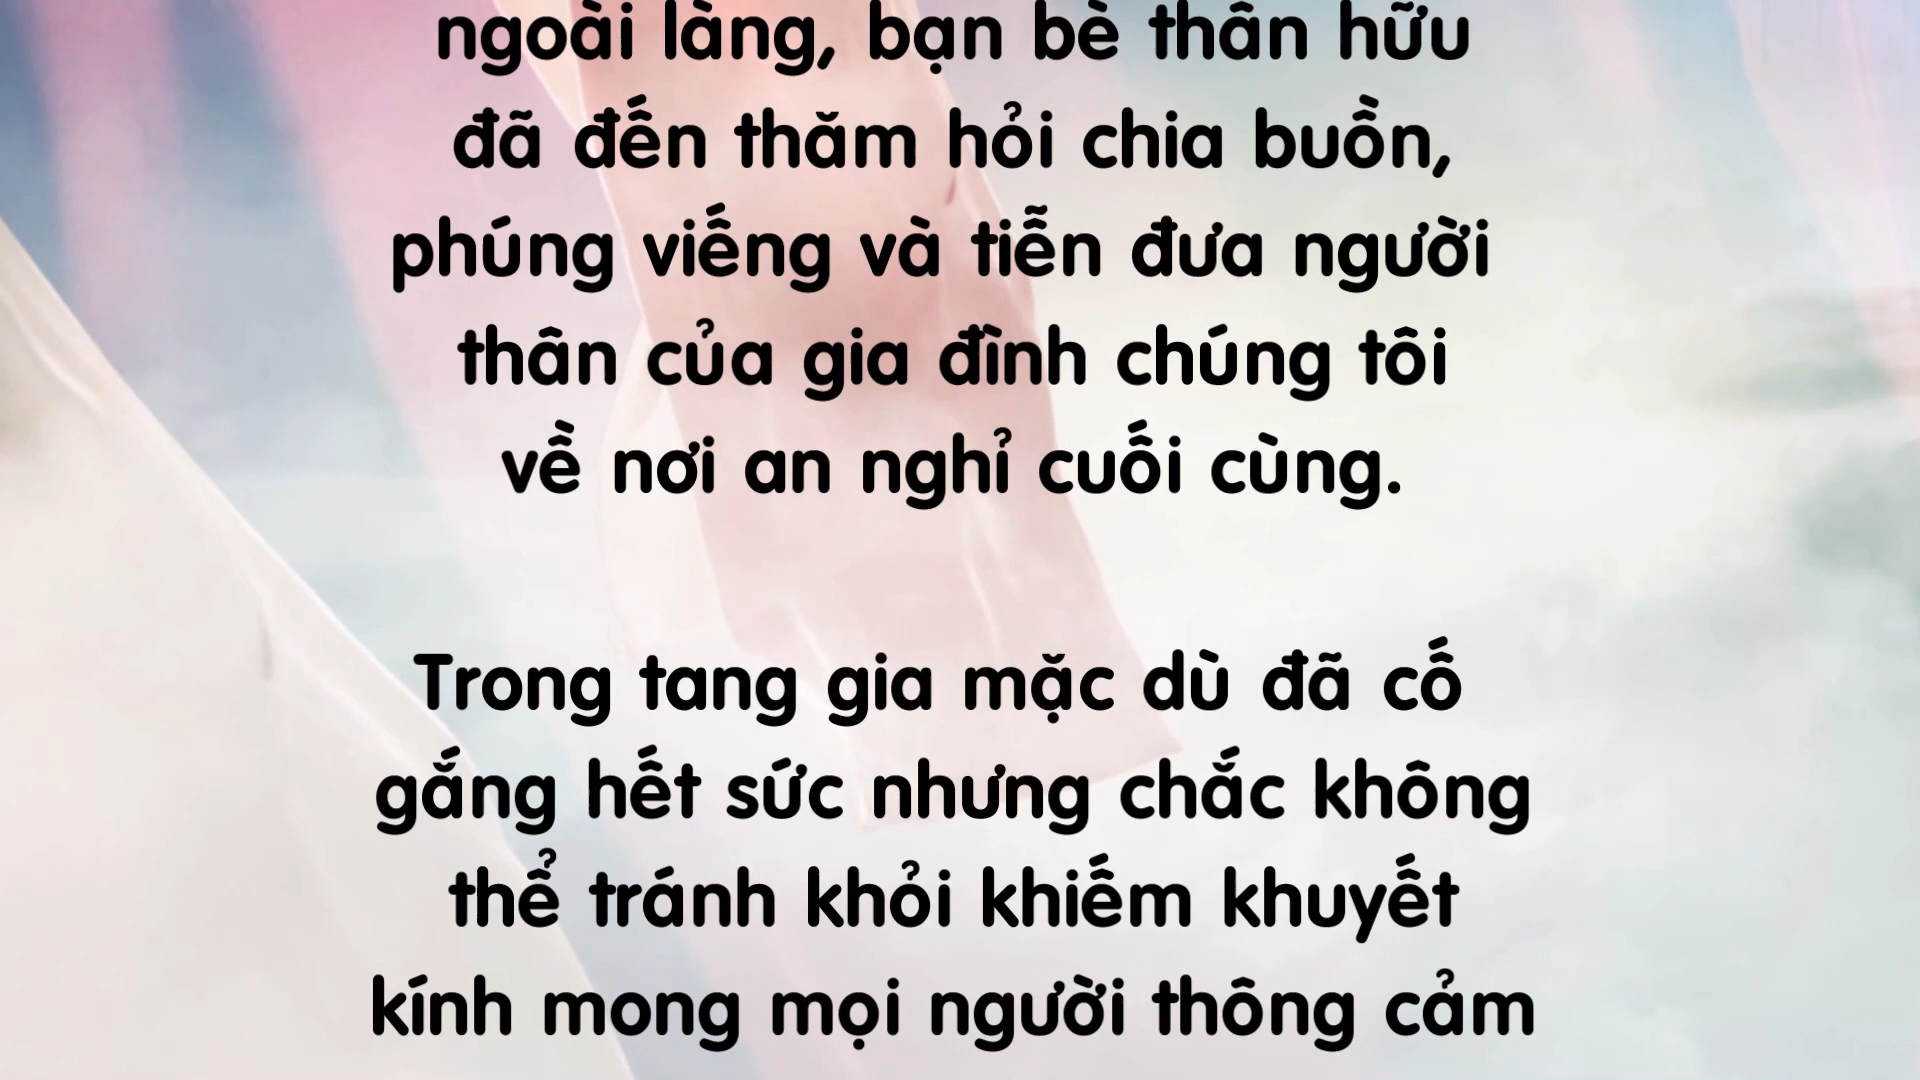 ngoài làng, bạn bè thân hữu
đã đến thăm hỏi chia buồn,
phúng viếng và tiễn đưa người
thân của gia đình chúng tôi
về nơi an nghỉ cuối cùng.
Trong tang gia mặc dù đã cố
gắng hết sức nhưng chắc không
thể tránh khỏi khiếm khuyết
kính mong mọi người thông cảm